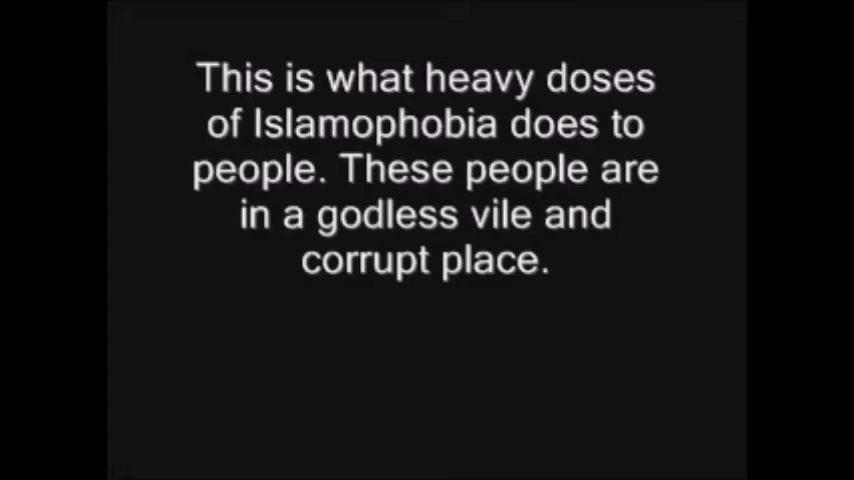 This is what heavy doses
of Islamophobia does to
people. These people are
in a godless vile and
corrupt place.